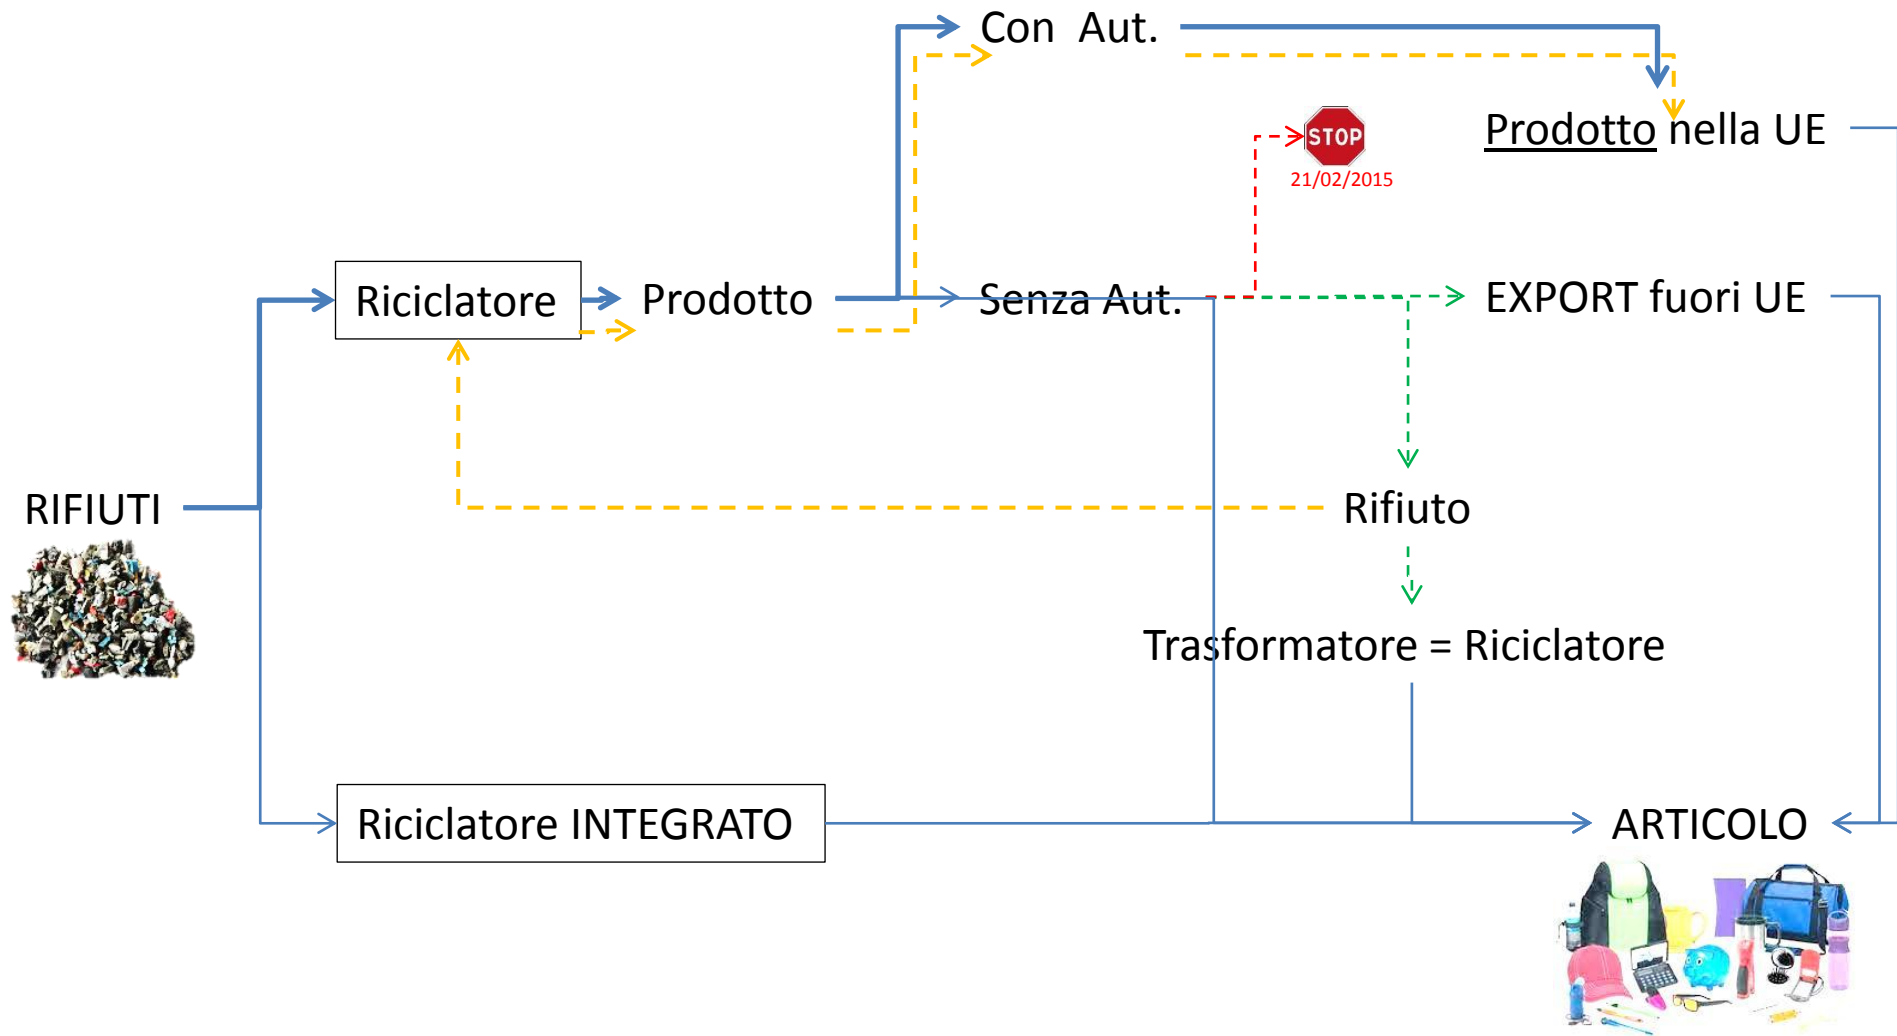 Con Aut.
STOP
21/02/2015
Prodotto nella UE
Riciclatore
Prodotto
Senza Aut.
EXPORT fuori UE
RIFIUTI
Rifiuto
Trasformatore = Riciclatore
Riciclatore INTEGRATO
ARTICOLO